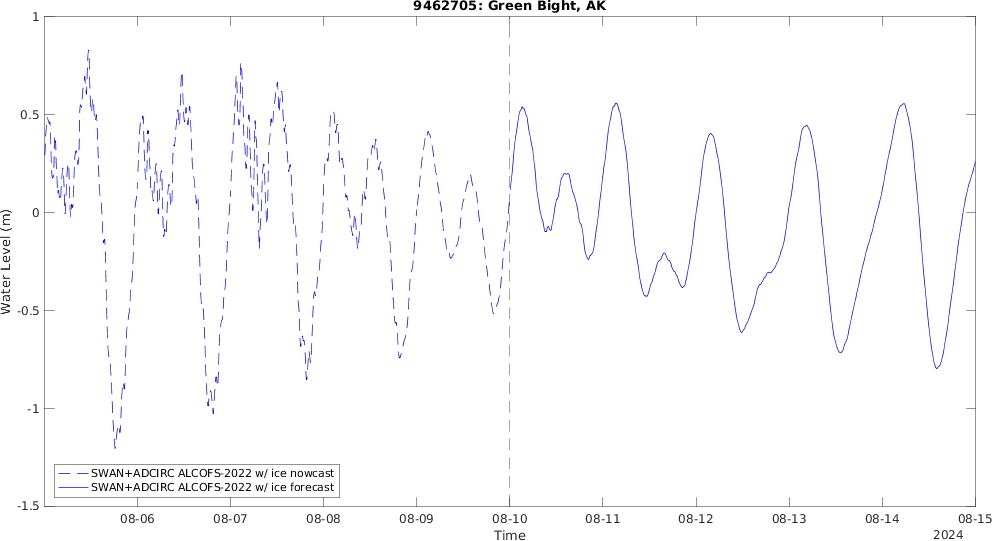 9462705: Green Bight, AK
Water Level (m)
1
0.5
0
-0.5
-1
-1.5
SWAN+ADCIRC ALCOFS-2022 w/ ice nowcast
SWAN+ADCIRC ALCOFS-2022 w/ ice forecast
08-06 08-07 08-08 08-09 08-10 08-11 08-12 08-13 08-14 08-15
Time
2024